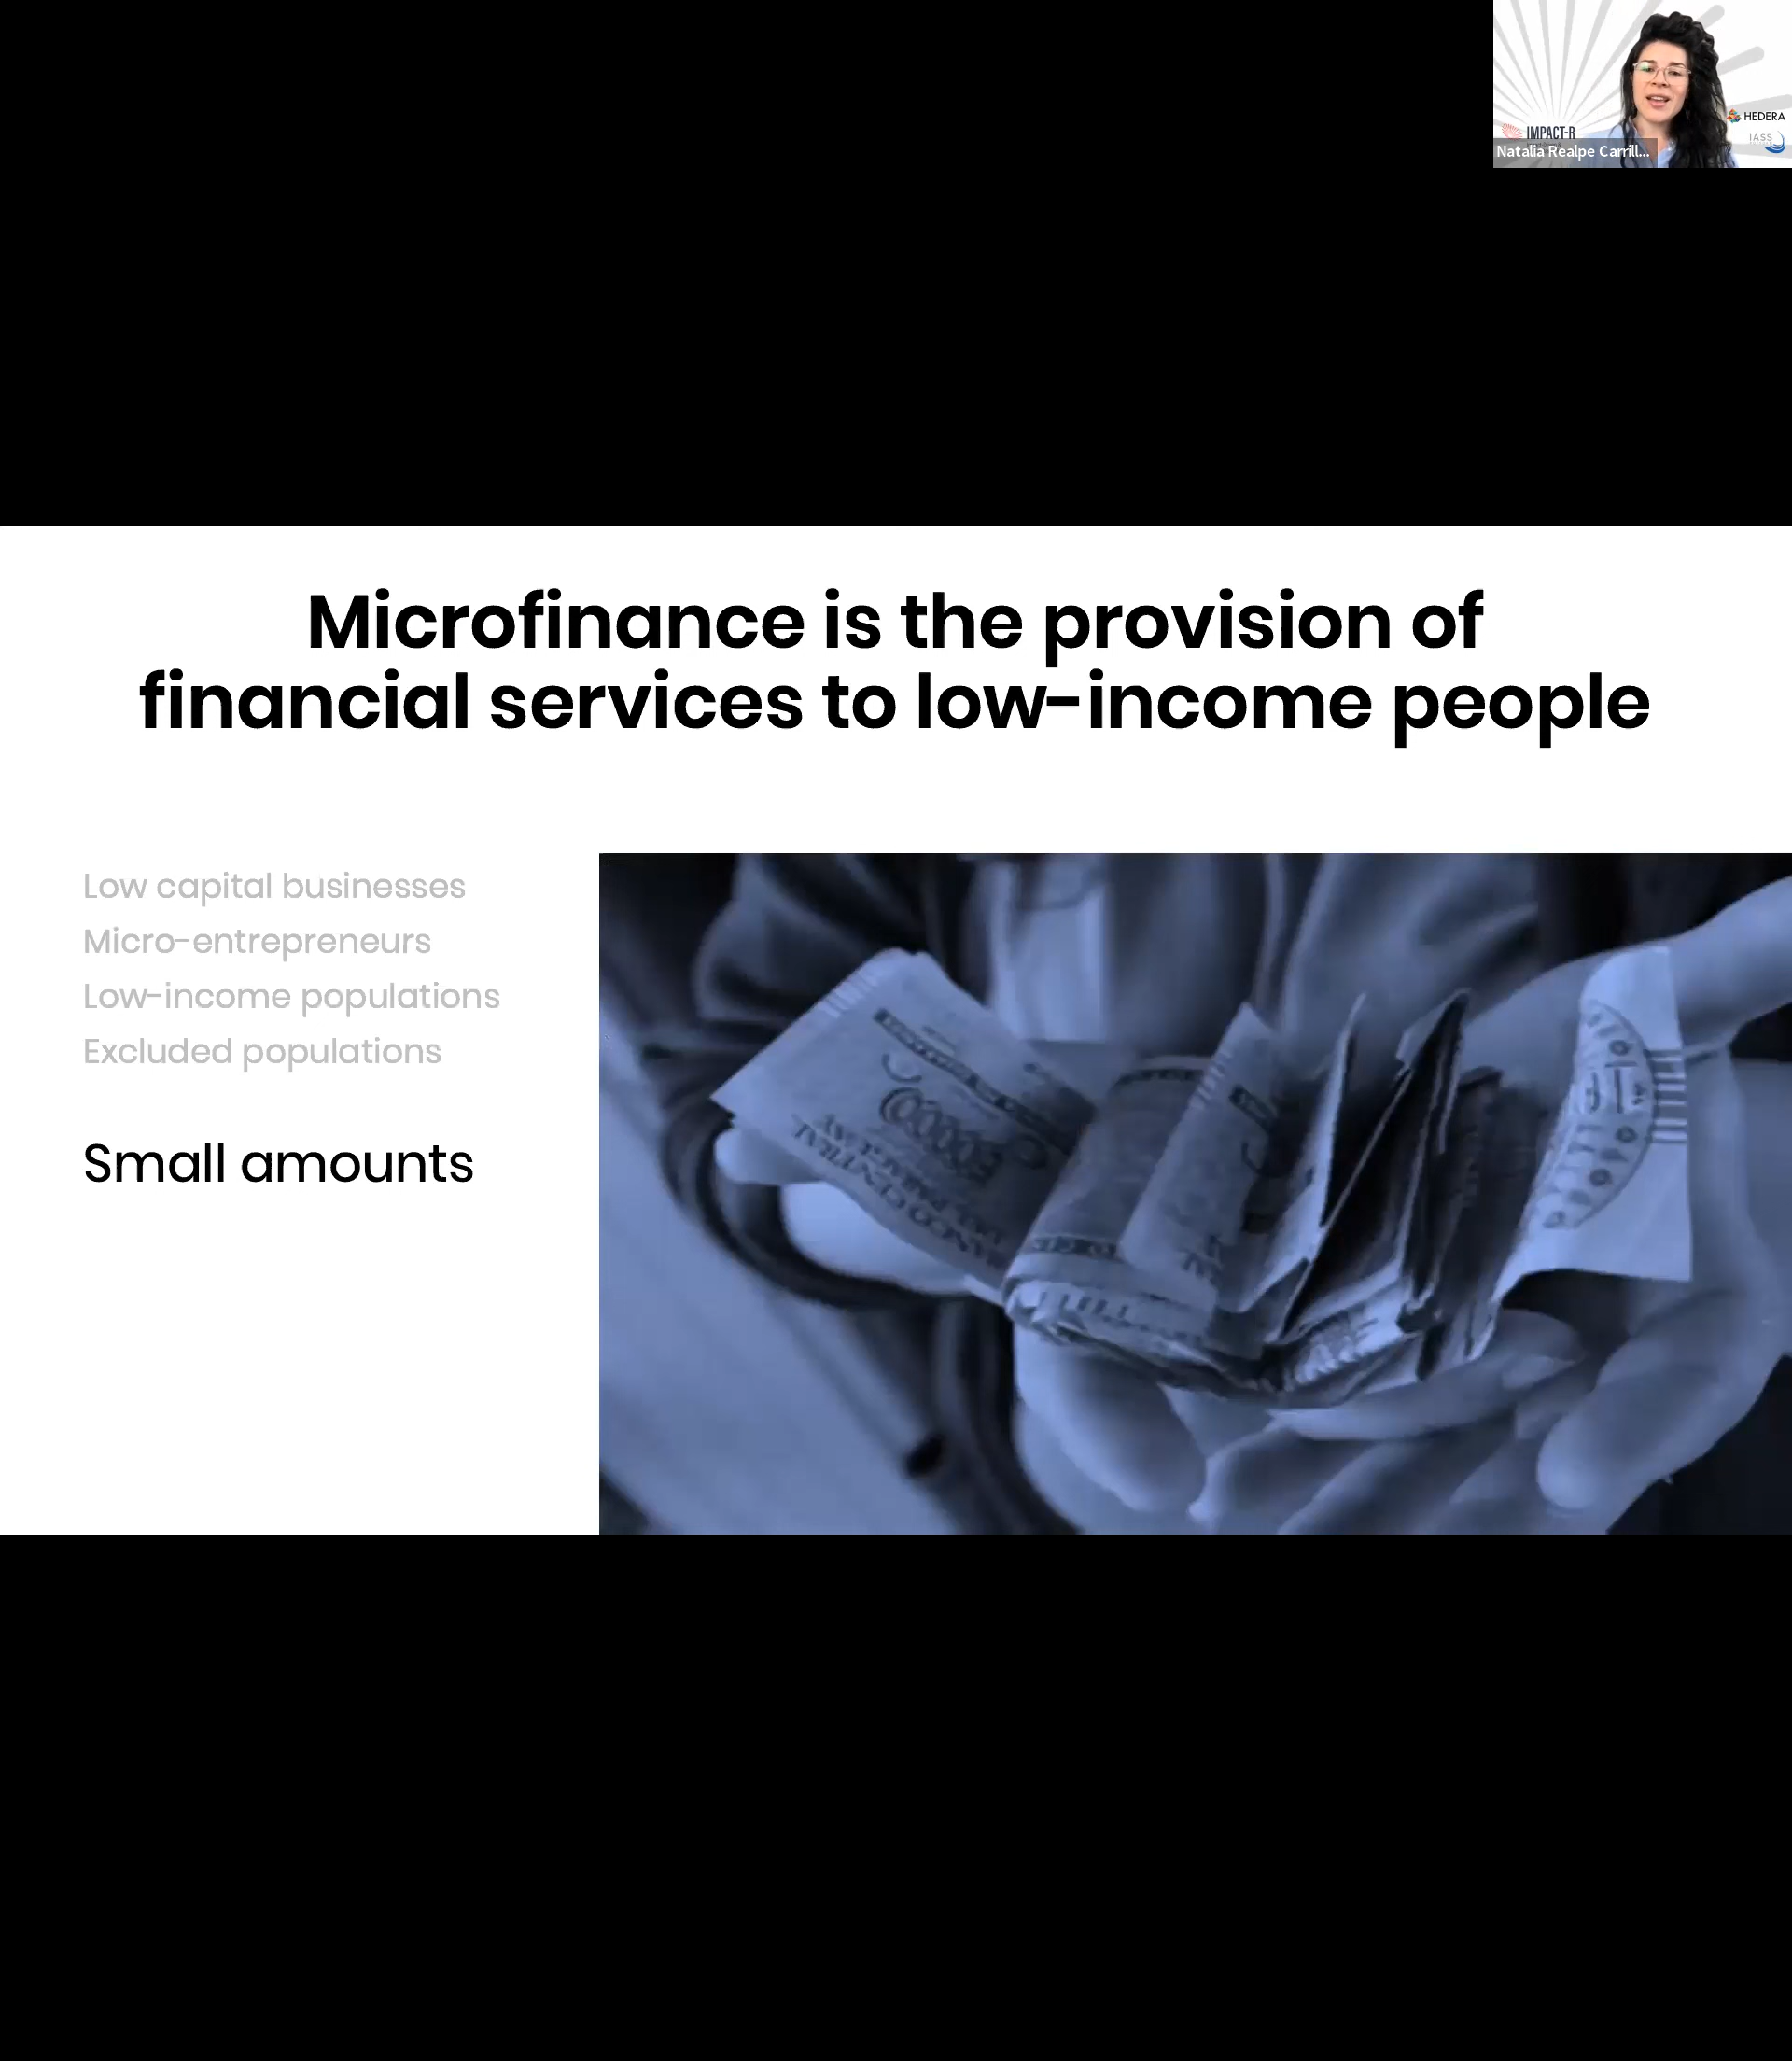 IMPACT-R
HEDERA
IASS
Natalia Realpe Carrill...
Microfinance is the provision of
financial services to low-income people
Low capital businesses
Micro-entrepreneurs
Low-income populations
Excluded populations
Small amounts